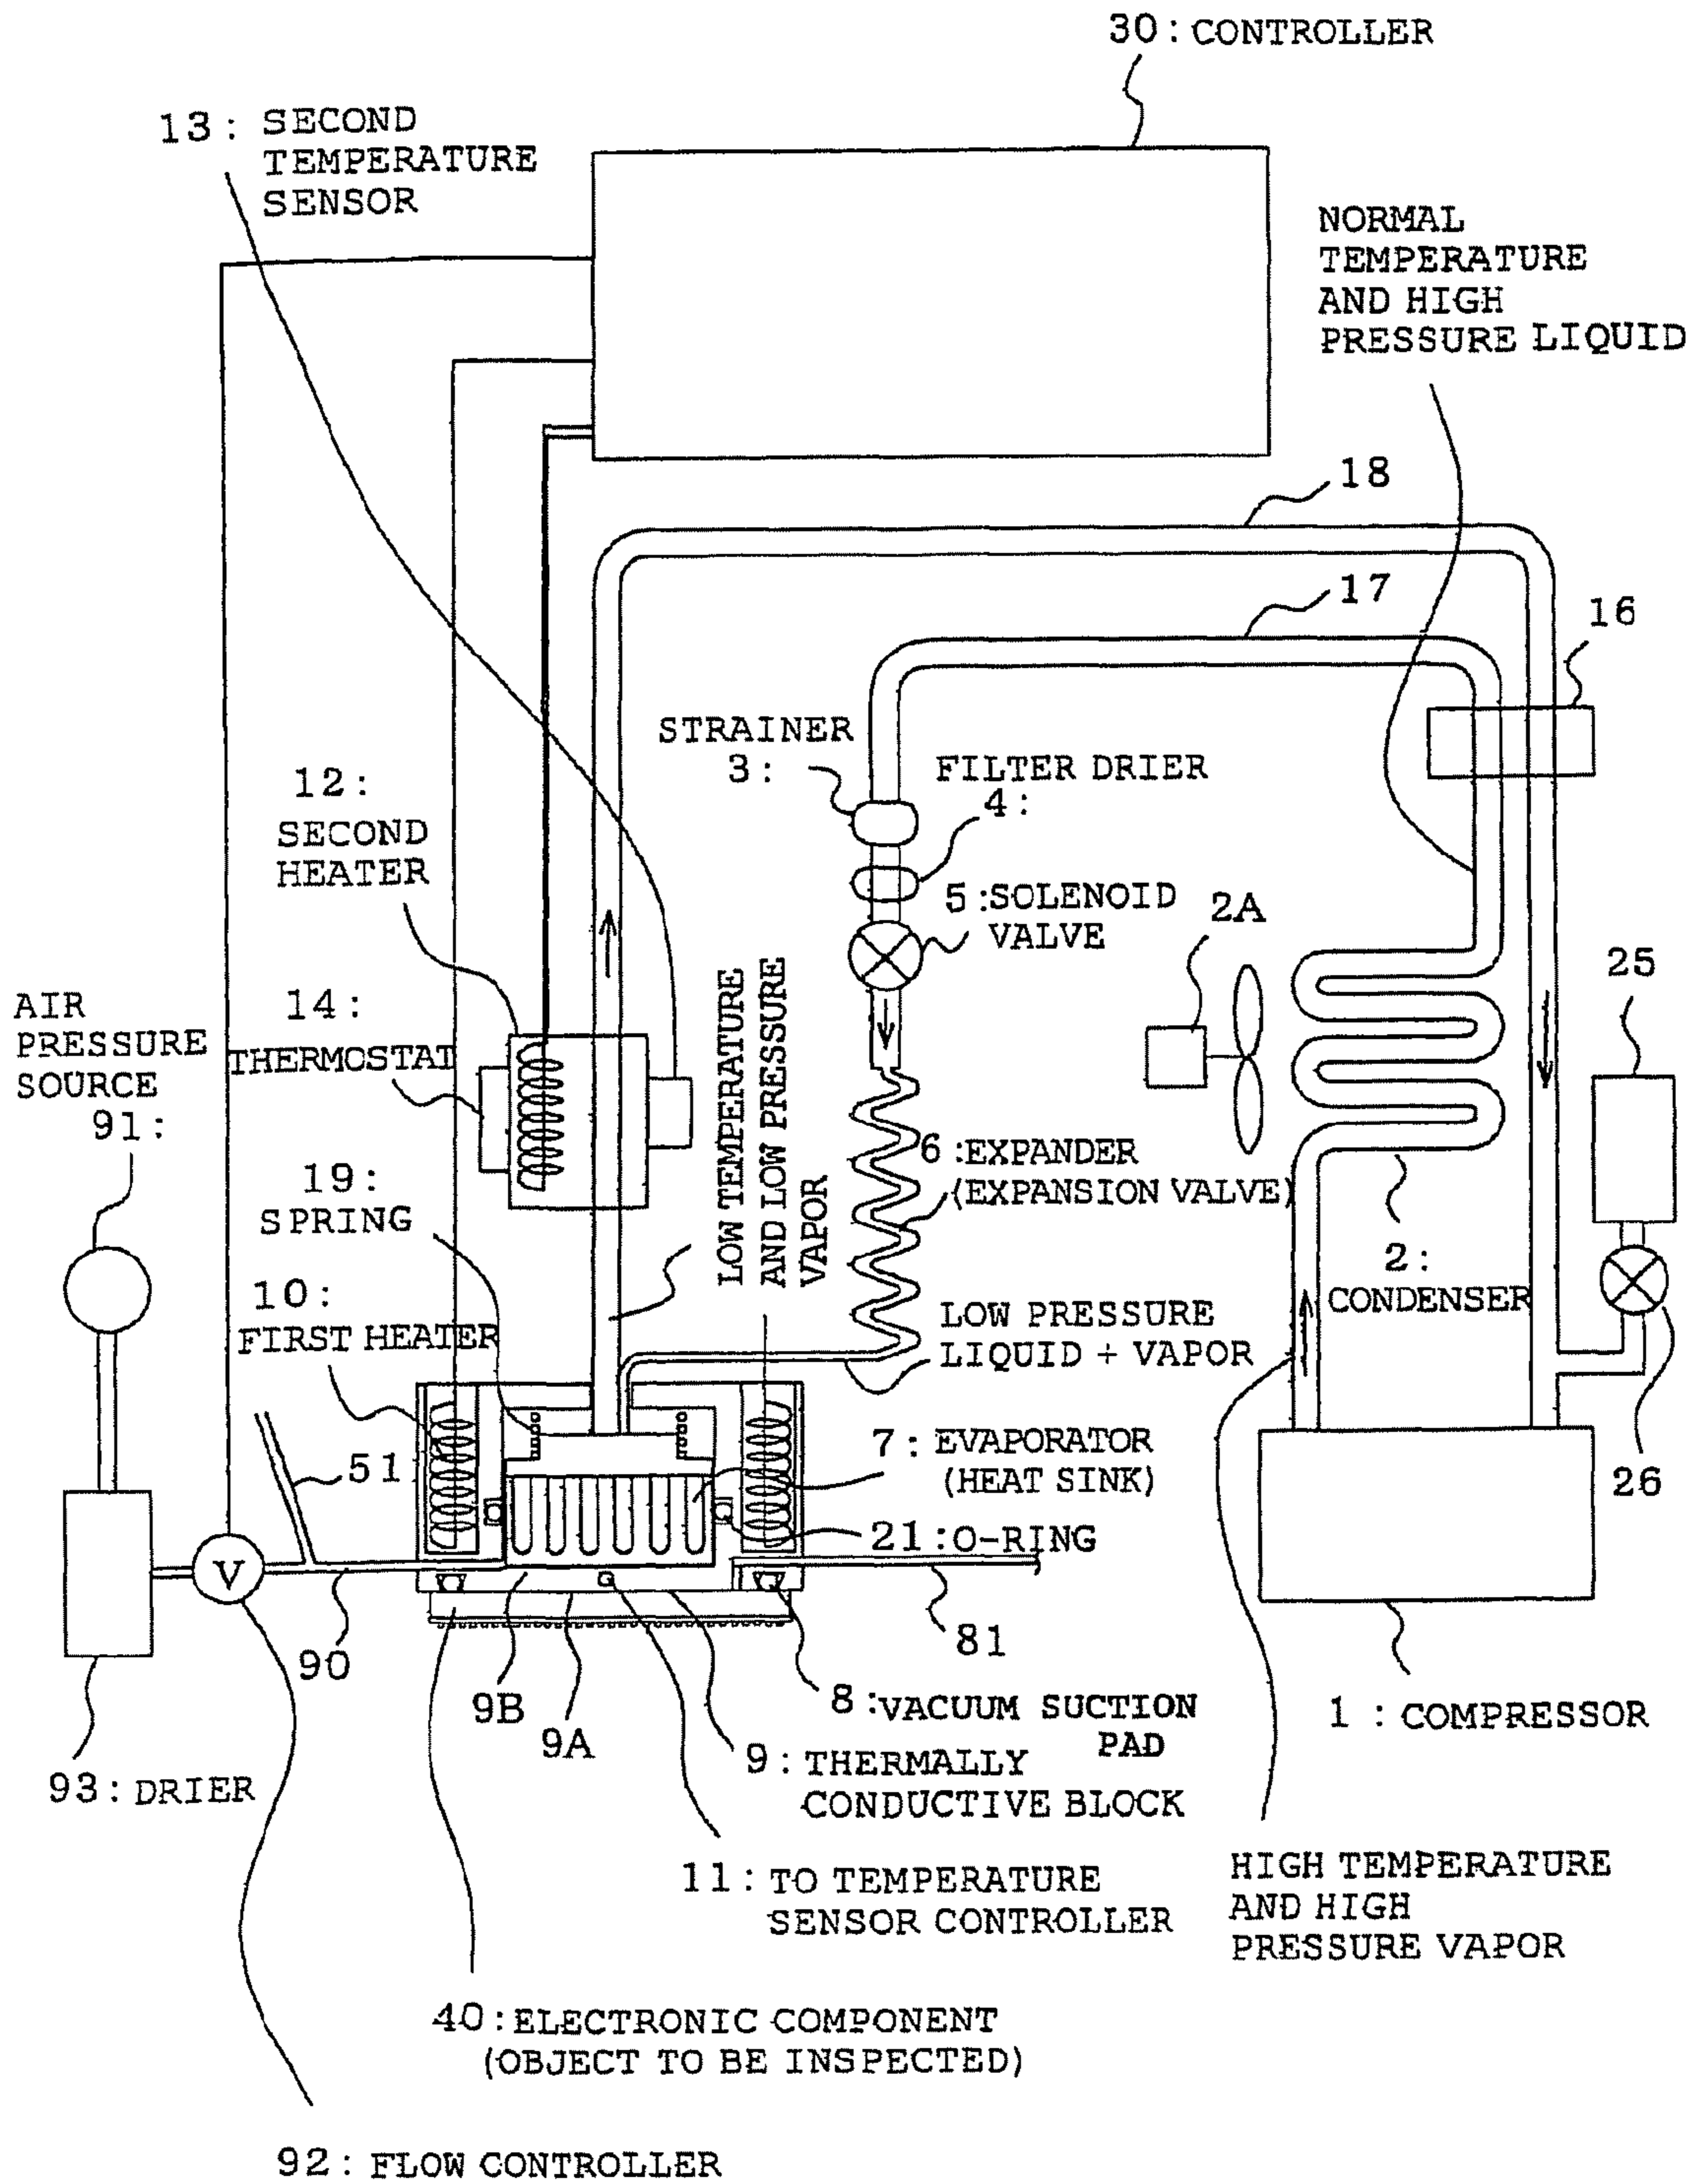 30: CONTROLLER
13: SECOND
TEMPERATURE
SENSOR
NORMAL
TEMPERATURE
AND HIGH
PRESSURE LIQUID
18
17
16
STRAINER
3:
FILTER DRIER
4:
12:
SECOND
HEATER
5:SOLENOID
VALVE
2A
25
AIR
PRESSURE
SOURCE
91:
14:
THERMOSTAT
LOW TEMPERATURE
AND LOW PRESSURE
VAPOR
6:EXPANDER
(EXPANSION VALVE)
19:
SPRING
2:
CONDENSER
10:
FIRST HEATER
LOW PRESSURE
LIQUID + VAPOR
7: EVAPORATOR
(HEAT SINK)
26
51
21:O-RING
V
90
81
9B
9A
8:VACUUM SUCTION
PAD
1: COMPRESSOR
93: DRIER
9: THERMALLY
CONDUCTIVE BLOCK
11: TO TEMPERATURE
SENSOR CONTROLLER
HIGH TEMPERATURE
AND HIGH
PRESSURE VAPOR
40:ELECTRONIC COMPONENT
(OBJECT TO BE INSPECTED)
92: FLOW CONTROLLER